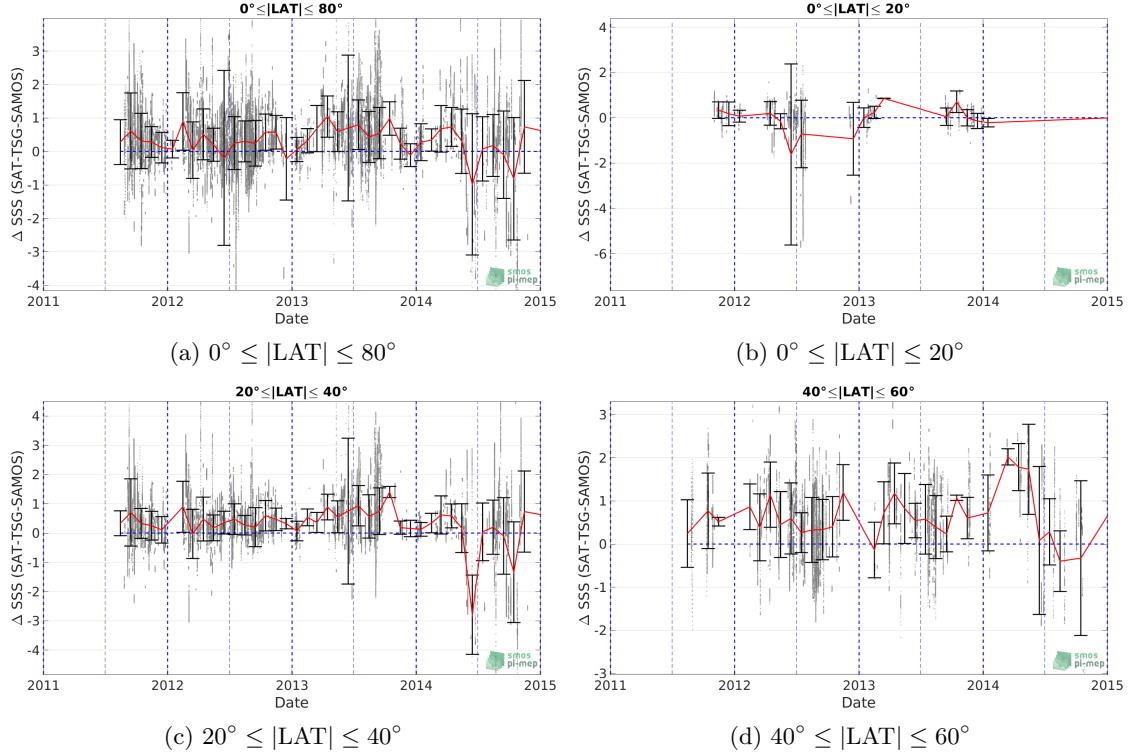 0°≤|LAT|≤ 80°
Δ SSS (SAT-TSG-SAMOS)
3
2
1
0
-1
-2
-3
-4
2011 2012 2013 2014 2015
Date
smos
pi-mep
(a) 0° ≤ |LAT| ≤ 80°
0°≤|LAT|≤ 20°
Δ SSS (SAT-TSG-SAMOS)
4
2
0
-2
-4
-6
2011 2012 2013 2014 2015
Date
smos
pi-mep
(b) 0° ≤ |LAT| ≤ 20°
20°≤|LAT|≤ 40°
Δ SSS (SAT-TSG-SAMOS)
4
3
2
1
0
-1
-2
-3
-4
2011 2012 2013 2014 2015
Date
smos
pi-mep
(c) 20° ≤ |LAT| ≤ 40°
40°≤|LAT|≤ 60°
Δ SSS (SAT-TSG-SAMOS)
3
2
1
0
-1
-2
-3
2011 2012 2013 2014 2015
Date
smos
pi-mep
(d) 40° ≤ |LAT| ≤ 60°